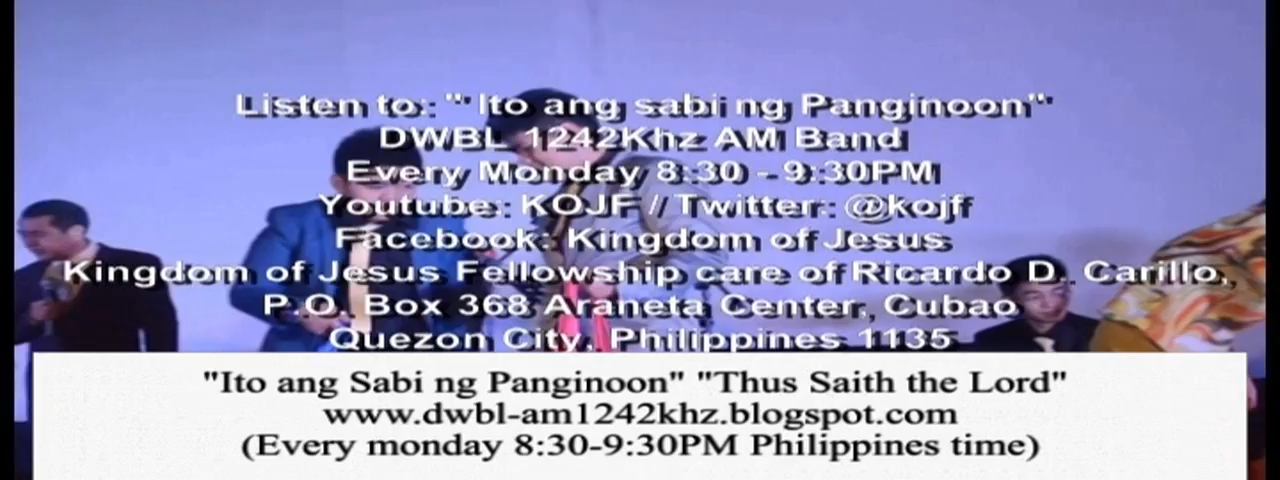 Listen to: "Ito ang sabi ng Panginoon"
DWBL 1242Khz AM Band
Every Monday 8:30 - 9:30PM
Youtube: KOJF // Twitter: @kojff
Facebook: Kingdom of Jesus
Kingdom of Jesus Fellowship care of Ricardo D. Carillo,
P.O. Box 368 Araneta Center, Cubao
Quezon City, Philippines 1135
"Ito ang Sabi ng Panginoon" "Thus Saith the Lord"
www.dwbl-am1242khz.blogspot.com
(Every monday 8:30-9:30PM Philippines time)